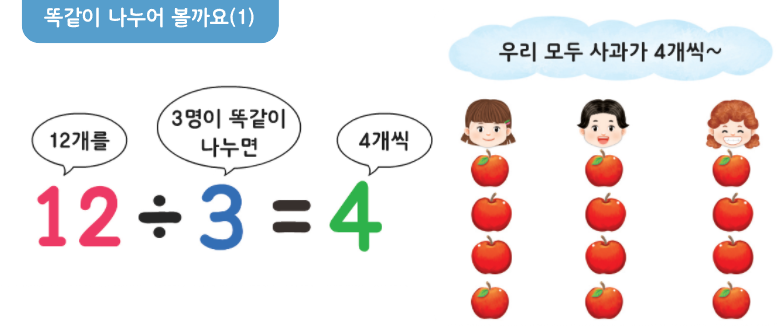 똑같이 나누어 볼까요(1)
우리 모두 사과가 4개씩~
12개를
3명이 똑같이
나누면
4개씩
12 ÷ 3 = 4